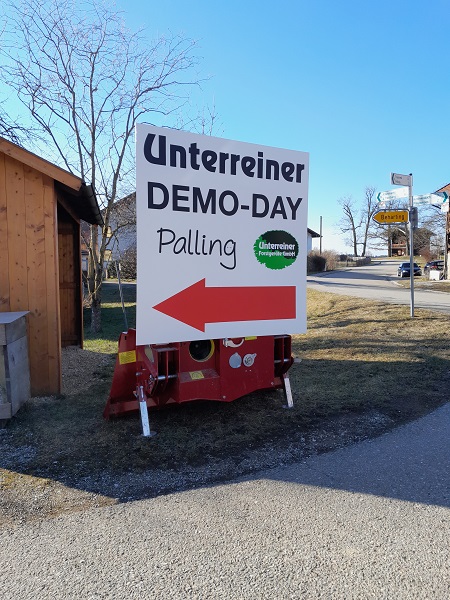 Unterreiner
DEMO-DAY
Palling
Unterreiner
Forstgeräte GmbH